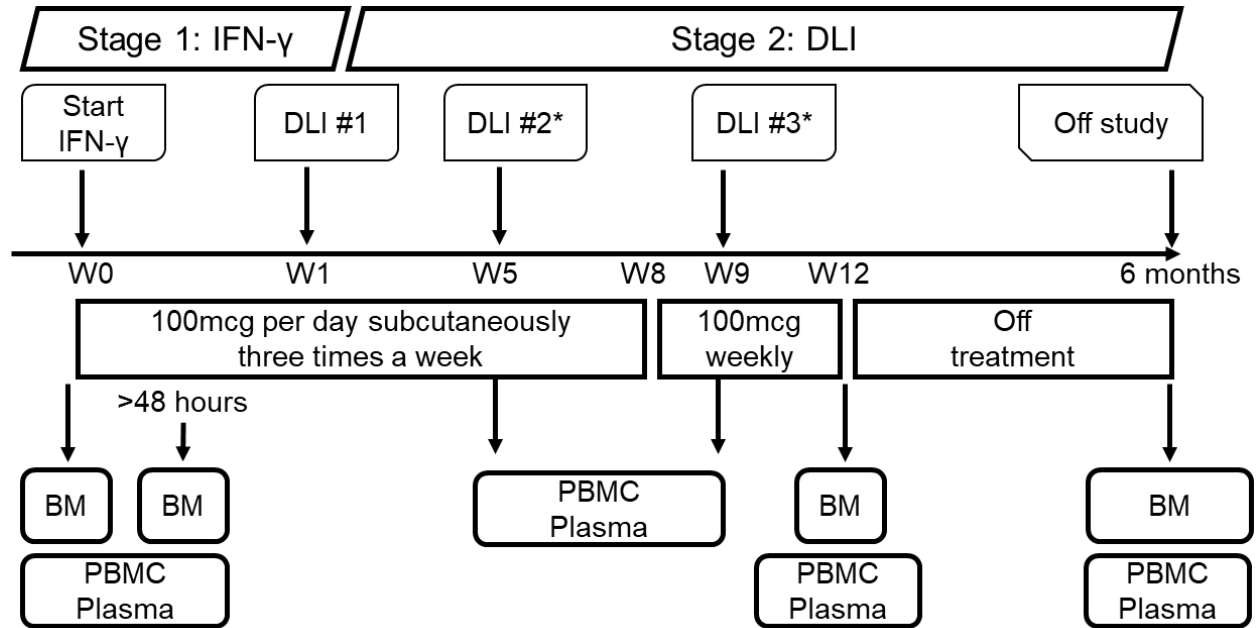 Stage 1: IFN-γ
Stage 2: DLI
Start
IFN-γ
DLI #1
DLI #2*
DLI #3*
Off study
W0
W1
W5
W8
W9
W12
6 months
100mcg per day subcutaneously
three times a week
100mcg
weekly
Off
treatment
>48 hours
BM
BM
PBMC
Plasma
PBMC
Plasma
BM
PBMC
Plasma
BM
PBMC
Plasma